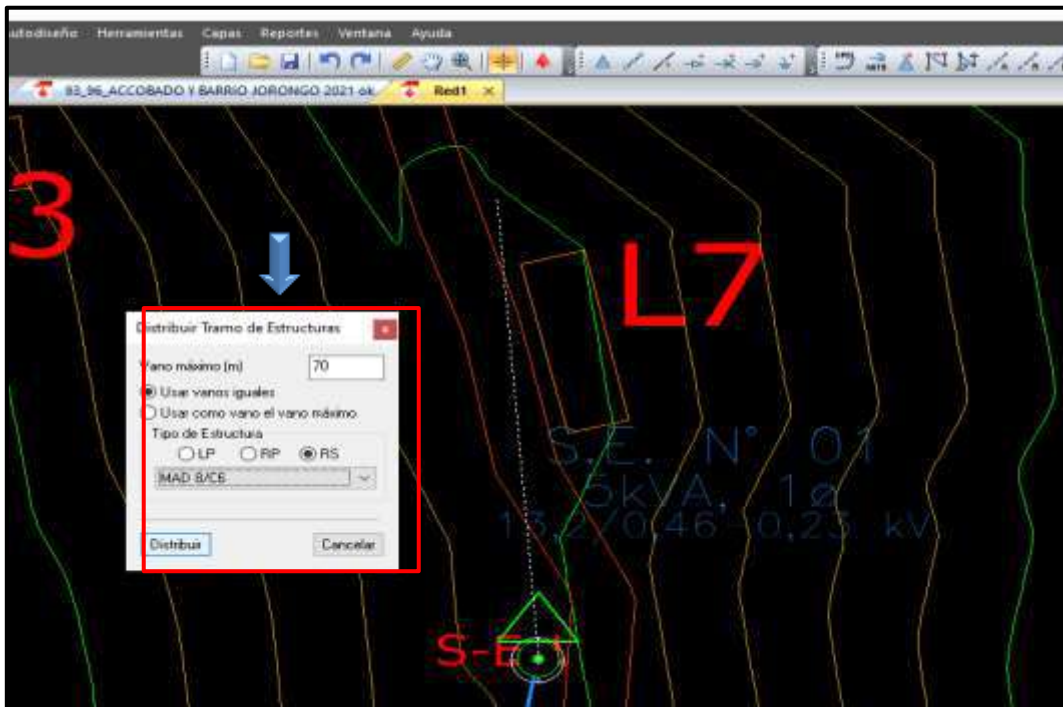 Herramientas Capas Reportes Ventana Ayuda
83_96_ACCOBADO Y BARRIO JORONGO 2021 ok
Red1
3
L7
Distribuir Tramo de Estructuras
Vano máximo (m) 70
Usar vanos iguales
Usar como vano el vano máximo
Tipo de Estructura
LP RP RS
MAD 8/C6
Distribuir Cancelar
S.E. N° 01
5kVA, 1ø
13,2/0,46-0,23 kV